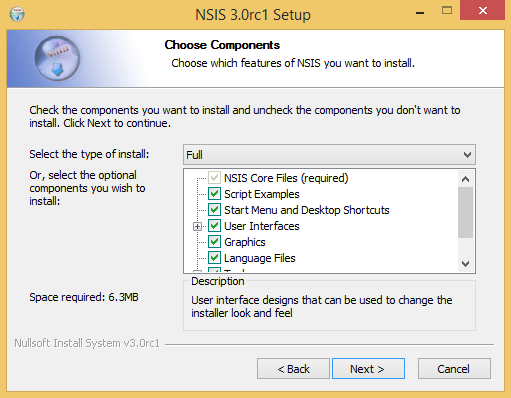 NSIS 3.0rc1 Setup
Choose Components
Choose which features of NSIS you want to install.
Check the components you want to install and uncheck the components you don't want to
install. Click Next to continue.
Select the type of install:
Full
Or, select the optional
components you wish to
install:
NSIS Core Files (required)
Script Examples
Start Menu and Desktop Shortcuts
User Interfaces
Graphics
Language Files
Space required: 6.3MB
Description
User interface designs that can be used to change the
installer look and feel
Nullsoft Install System v3.0rc1
< Back
Next >
Cancel